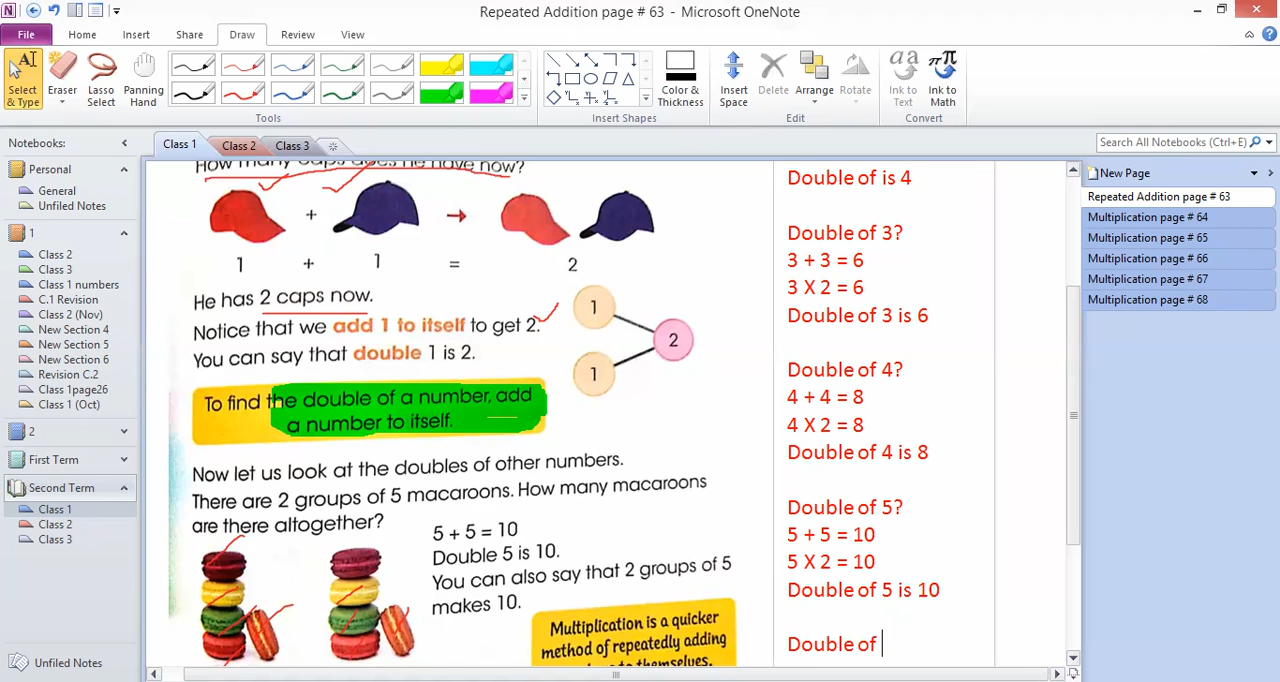 Repeated Addition page # 63 - Microsoft OneNote
File Home Insert Share Draw Review View
Select & Type
Eraser
Lasso Select
Panning Hand
Tools
Insert Shapes
Color & Thickness
Insert Space
Delete
Arrange
Rotate
Edit
Ink to Text
Ink to Math
Convert
Notebooks:
Personal
General
Unfiled Notes
1
Class 2
Class 3
Class 1 numbers
C.1 Revision
Class 2 (Nov)
New Section 4
New Section 5
New Section 6
Revision C.2
Class 1page26
Class 1 (Oct)
2
First Term
Second Term
Class 1
Class 2
Class 3
Unfiled Notes
Class 1 Class 2 Class 3
Search All Notebooks (Ctrl+E)
How many caps does he have now?
+
1 + 1 = 2
He has 2 caps now.
Notice that we add 1 to itself to get 2.
You can say that double 1 is 2.
1
2
1
To find the double of a number, add
a number to itself.
Now let us look at the doubles of other numbers.
There are 2 groups of 5 macaroons. How many macaroons
are there altogether?
5 + 5 = 10
Double 5 is 10.
You can also say that 2 groups of 5
makes 10.
Multiplication is a quicker
method of repeatedly adding
themselves.
Double of is 4
Double of 3?
3 + 3 = 6
3 X 2 = 6
Double of 3 is 6
Double of 4?
4 + 4 = 8
4 X 2 = 8
Double of 4 is 8
Double of 5?
5 + 5 = 10
5 X 2 = 10
Double of 5 is 10
Double of
New Page
Repeated Addition page # 63
Multiplication page # 64
Multiplication page # 65
Multiplication page # 66
Multiplication page # 67
Multiplication page # 68